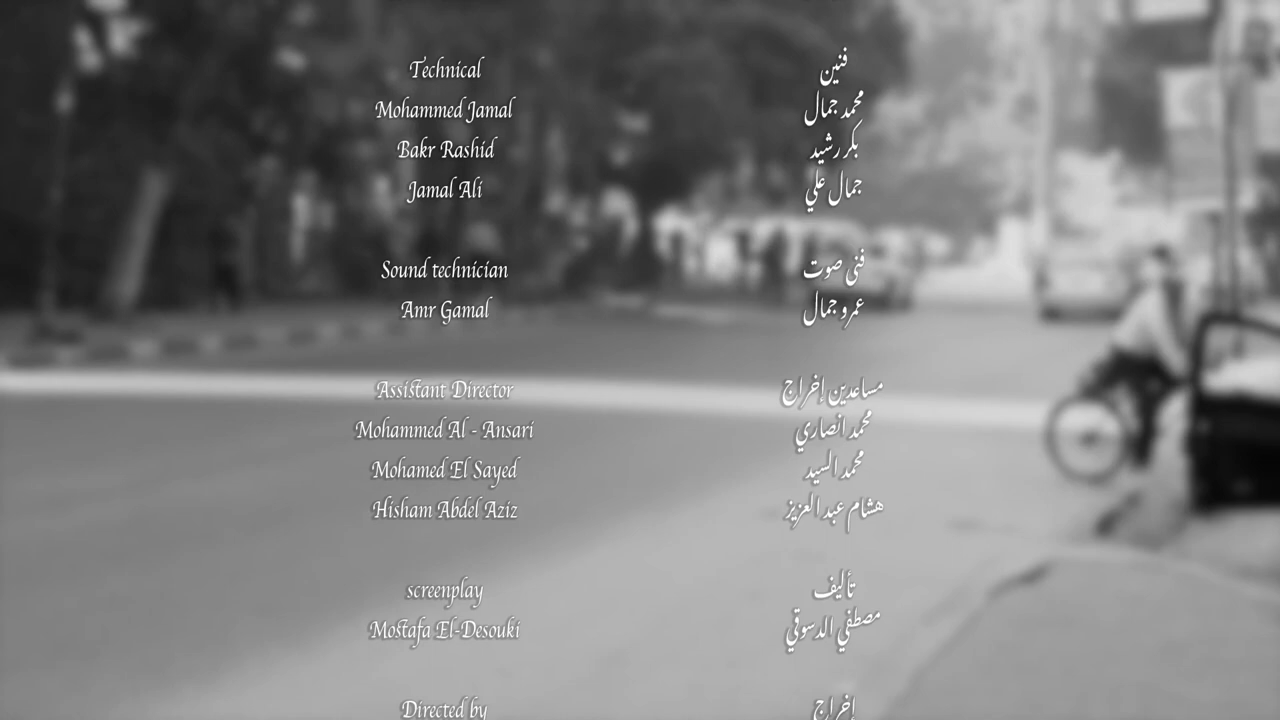 Technical
فنين
Mohammed Jamal
محمد جمال
Bakr Rashid
بكر رشيد
Jamal Ali
جمال علي
Sound technician
فنى صوت
Amr Gamal
عمرو جمال
Assistant Director
مساعدين إخراج
Mohammed Al - Ansari
محمد انصاري
Mohamed El Sayed
محمد السيد
Hisham Abdel Aziz
هشام عبد العزيز
screenplay
تأليف
Mostafa El-Desouki
مصطفي الدسوقي
Directed by
إخراج